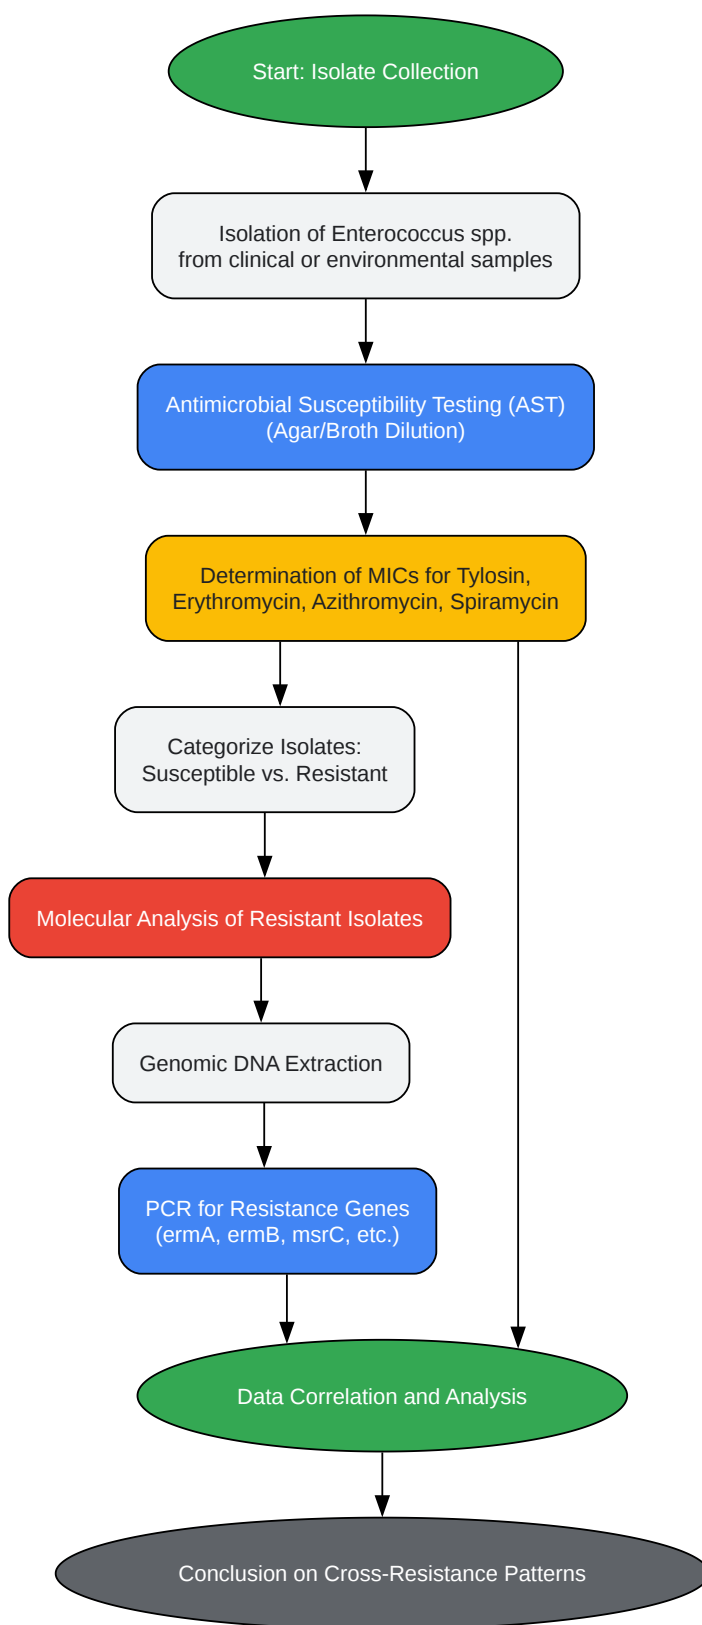 Start: Isolate Collection
Isolation of Enterococcus spp.
from clinical or environmental samples
Antimicrobial Susceptibility Testing (AST)
(Agar/Broth Dilution)
Determination of MICs for Tylosin,
Erythromycin, Azithromycin, Spiramycin
Categorize Isolates:
Susceptible vs. Resistant
Molecular Analysis of Resistant Isolates
Genomic DNA Extraction
PCR for Resistance Genes
(ermA, ermB, msrC, etc.)
Data Correlation and Analysis
Conclusion on Cross-Resistance Patterns